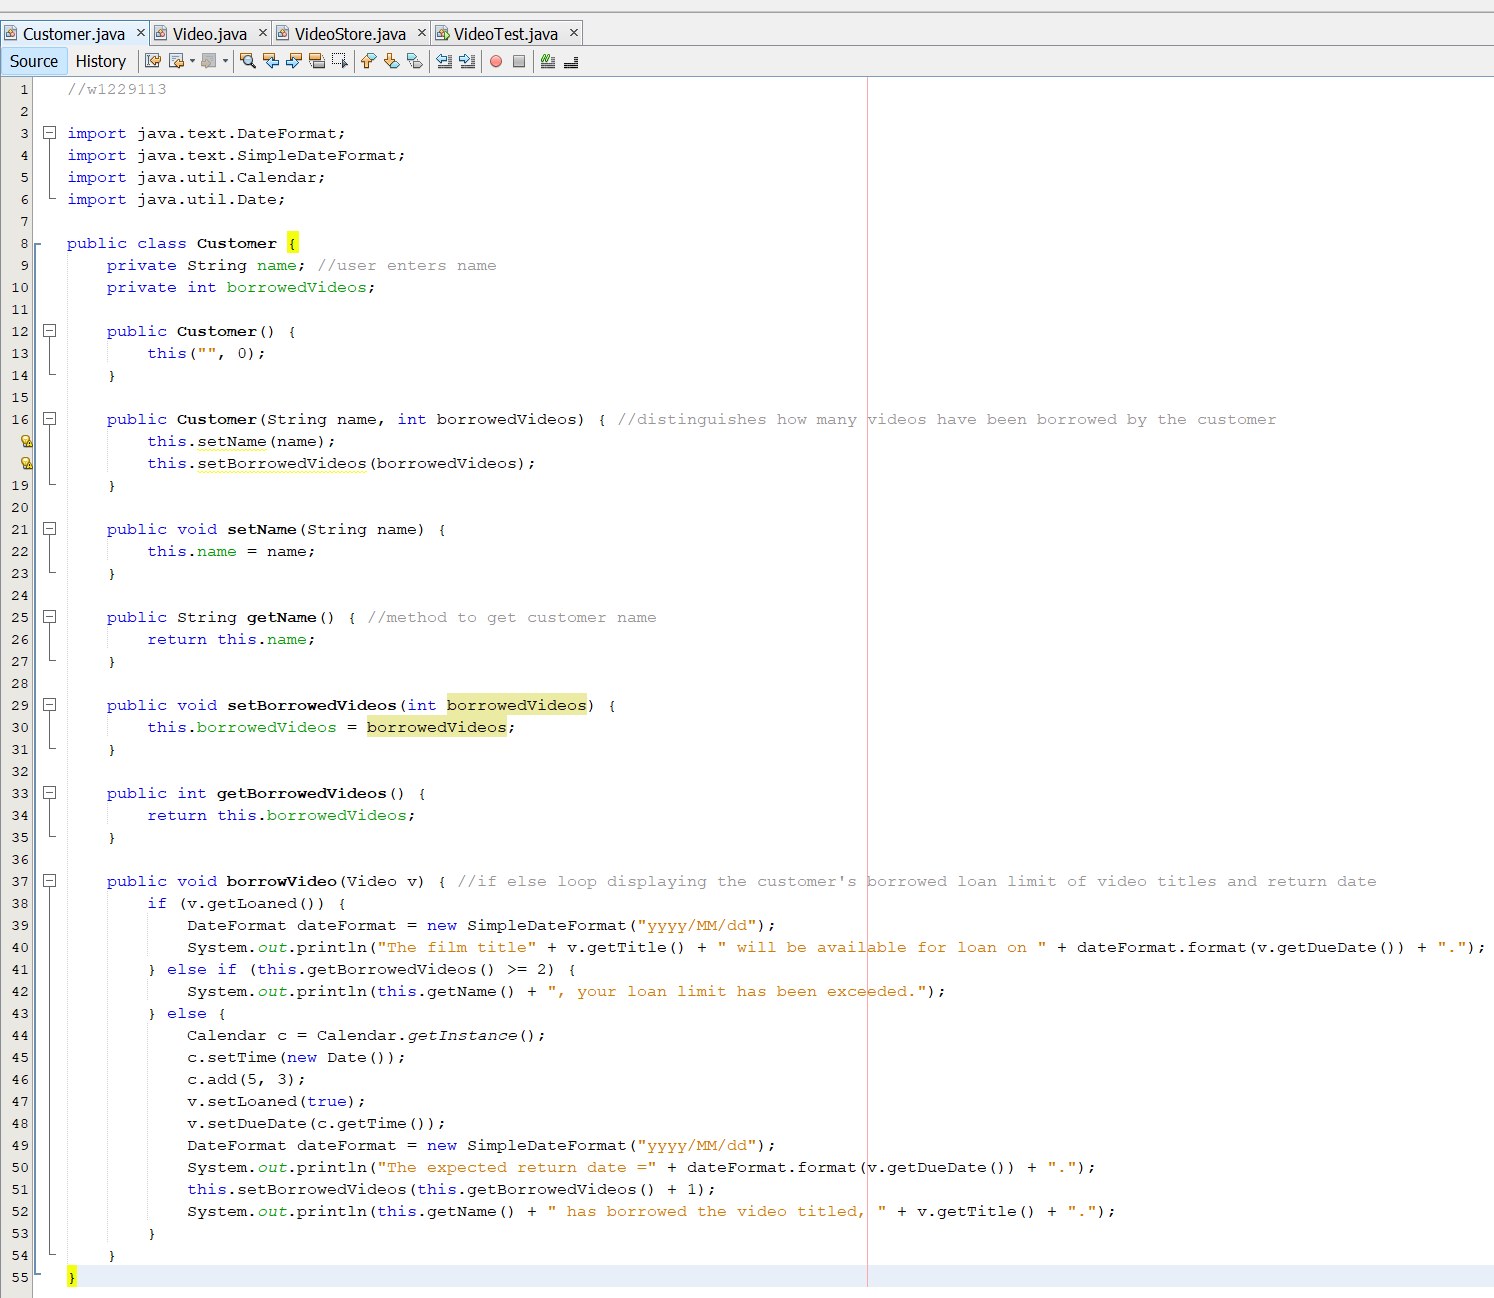 Customer.java × Video.java × VideoStore.java × VideoTest.java ×
Source History
1 //w1229113
2
3 import java.text.DateFormat;
4 import java.text.SimpleDateFormat;
5 import java.util.Calendar;
6 import java.util.Date;
7
8 public class Customer {
9 private String name; //user enters name
10 private int borrowedVideos;
11
12 public Customer() {
13 this("", 0);
14 }
15
16 public Customer(String name, int borrowedVideos) { //distinguishes how many videos have been borrowed by the customer
this.setName(name);
this.setBorrowedVideos(borrowedVideos);
19 }
20
21 public void setName(String name) {
22 this.name = name;
23 }
24
25 public String getName() { //method to get customer name
26 return this.name;
27 }
28
29 public void setBorrowedVideos(int borrowedVideos) {
30 this.borrowedVideos = borrowedVideos;
31 }
32
33 public int getBorrowedVideos() {
34 return this.borrowedVideos;
35 }
36
37 public void borrowVideo(Video v) { //if else loop displaying the customer's borrowed loan limit of video titles and return date
38 if (v.getLoaned()) {
39 DateFormat dateFormat = new SimpleDateFormat("yyyy/MM/dd");
40 System.out.println("The film title" + v.getTitle() + " will be available for loan on " + dateFormat.format(v.getDueDate()) + ".");
41 } else if (this.getBorrowedVideos() >= 2) {
42 System.out.println(this.getName() + ", your loan limit has been exceeded.");
43 } else {
44 Calendar c = Calendar.getInstance();
45 c.setTime(new Date());
46 c.add(5, 3);
47 v.setLoaned(true);
48 v.setDueDate(c.getTime());
49 DateFormat dateFormat = new SimpleDateFormat("yyyy/MM/dd");
50 System.out.println("The expected return date =" + dateFormat.format(v.getDueDate()) + ".");
51 this.setBorrowedVideos(this.getBorrowedVideos() + 1);
52 System.out.println(this.getName() + " has borrowed the video titled, " + v.getTitle() + ".");
53 }
54 }
55 }